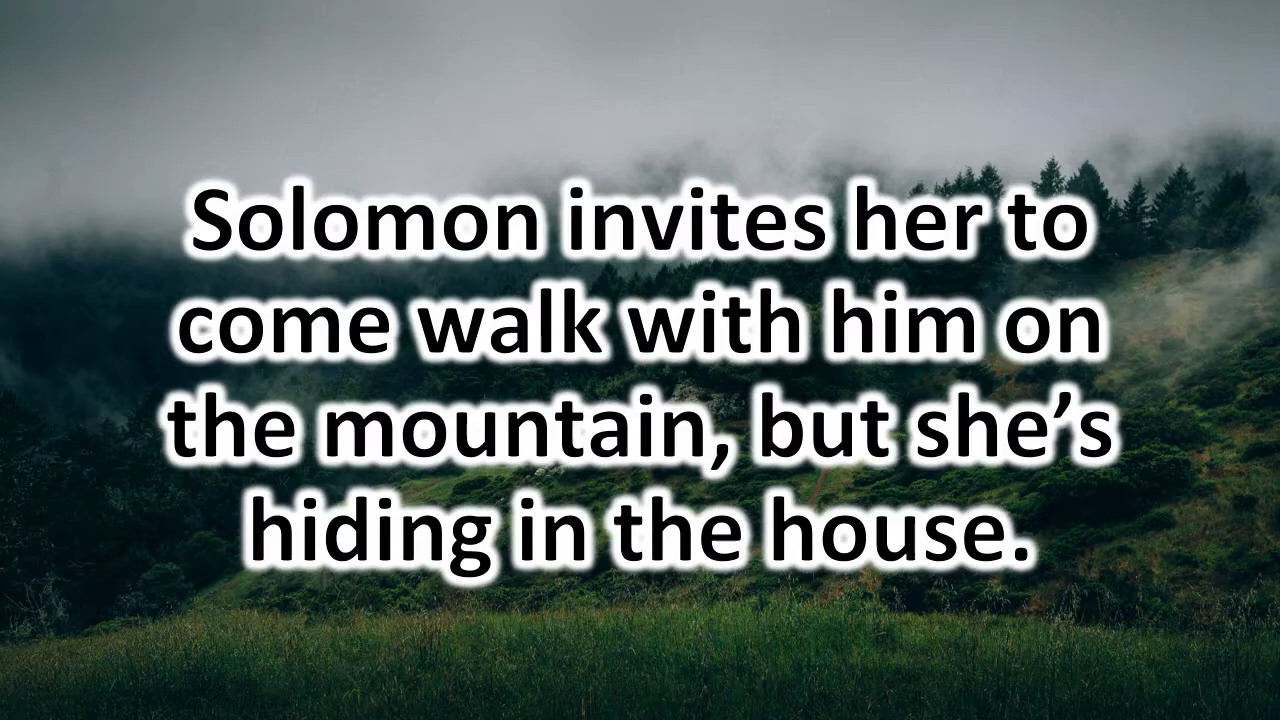 Solomon invites her to
come walk with him on
the mountain, but she’s
hiding in the house.